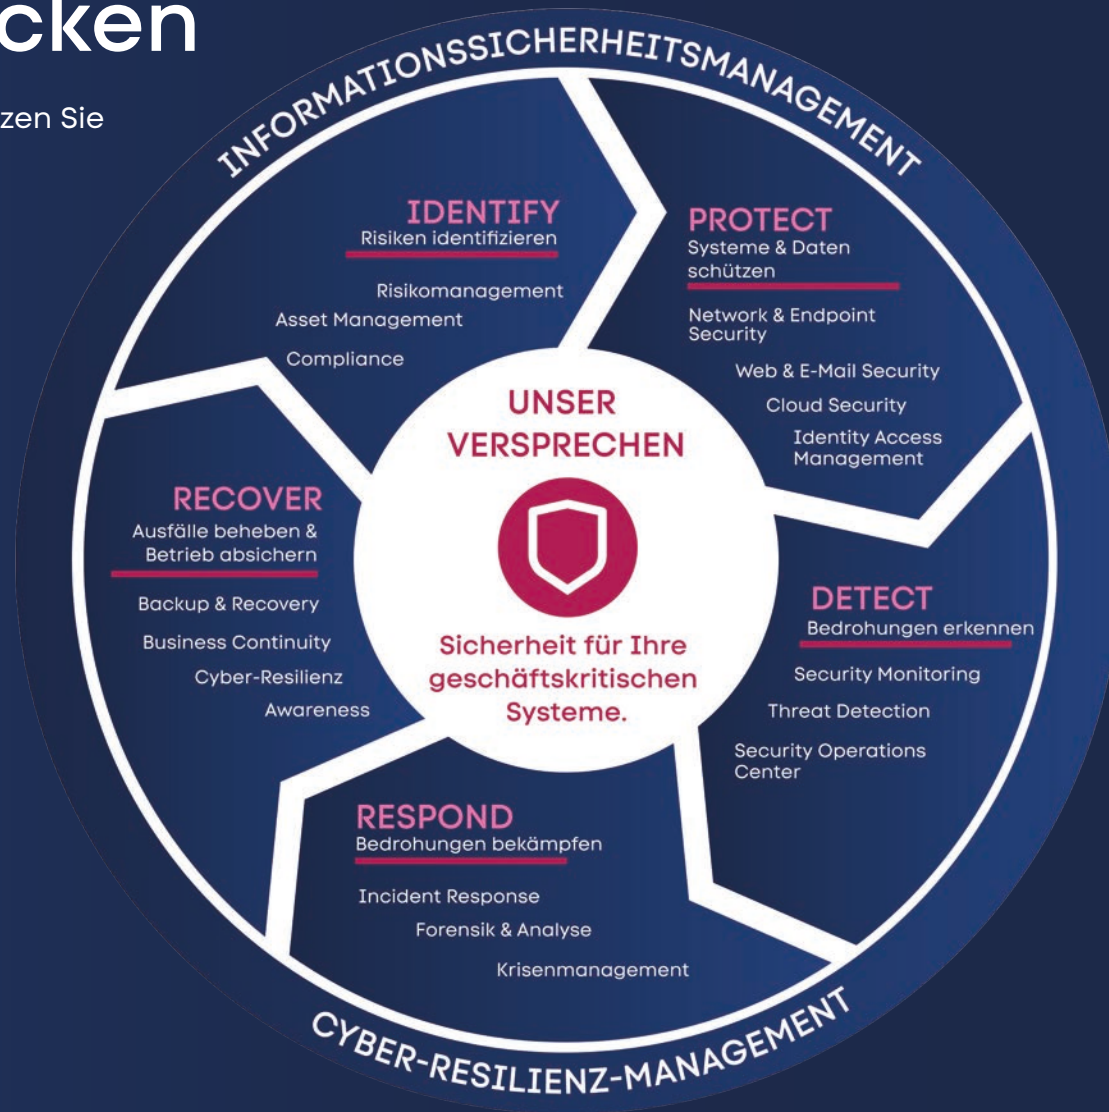 cken
zen Sie
INFORMATIONSSICHERHEITSMANAGEMENT
IDENTIFY
Risiken identifizieren
Risikomanagement
Asset Management
Compliance
PROTECT
Systeme & Daten
schützen
Network & Endpoint
Security
Web & E-Mail Security
Cloud Security
Identity Access
Management
UNSER
VERSPRECHEN
Sicherheit für Ihre
geschäftskritischen
Systeme.
DETECT
Bedrohungen erkennen
Security Monitoring
Threat Detection
Security Operations
Center
RESPOND
Bedrohungen bekämpfen
Incident Response
Forensik & Analyse
Krisenmanagement
RECOVER
Ausfälle beheben &
Betrieb absichern
Backup & Recovery
Business Continuity
Cyber-Resilienz
Awareness
CYBER-RESILIENZ-MANAGEMENT